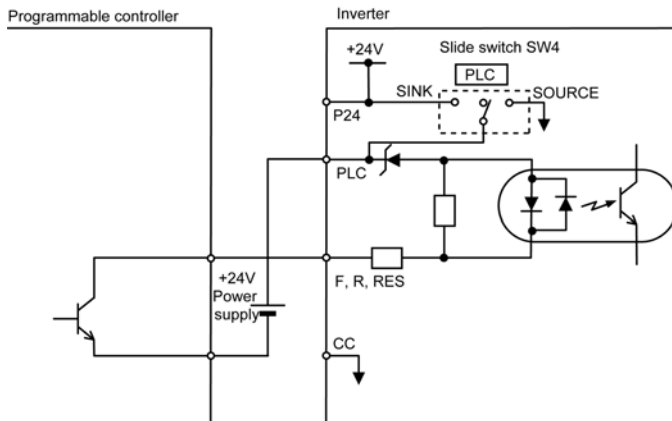 Programmable controller
Inverter
+24V
Slide switch SW4
PLC
SINK
SOURCE
P24
PLC
+24V
Power
supply
F, R, RES
CC